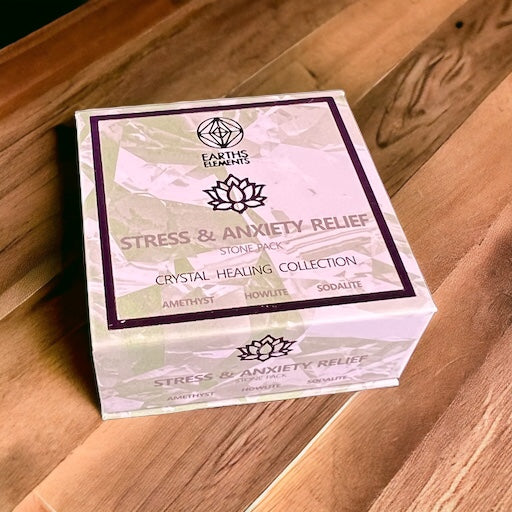 EARTHS
ELEMENTS
STRESS & ANXIETY RELIEF
STONE PACK
CRYSTAL HEALING COLLECTION
AMETHYST HOWLITE SODALITE
STRESS & ANXIETY RELIEF
STONE PACK
AMETHYST HOWLITE SODALITE